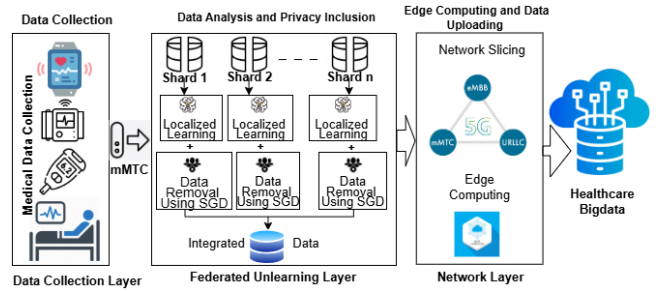 Data Collection
Medical Data Collection
Data Collection Layer
mMTC
Data Analysis and Privacy Inclusion
Shard 1
Shard 2
Shard n
Localized
Learning
Localized
Learning
Localized
Learning
+
+
+
Data
Removal
Using SGD
Data
Removal
Using SGD
Data
Removal
Using SGD
Integrated Data
Federated Unlearning Layer
Edge Computing and Data
Uploading
Network Slicing
eMBB
5G
mMTC
URLLC
Edge
Computing
Network Layer
Healthcare
Bigdata